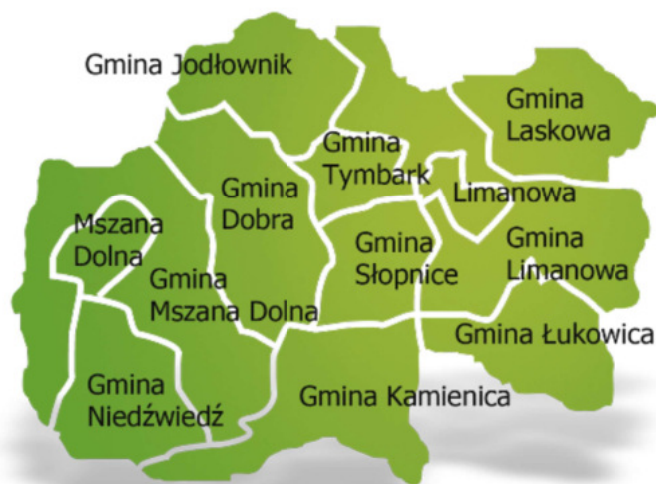 Gmina Jodłownik
Gmina
Laskowa
Gmina
Tymbark
Limanowa
Gmina
Dobra
Mszana
Dolna
Gmina
Słopnice
Gmina
Limanowa
Gmina
Mszana Dolna
Gmina Łukowica
Gmina
Niedźwiedź
Gmina Kamienica